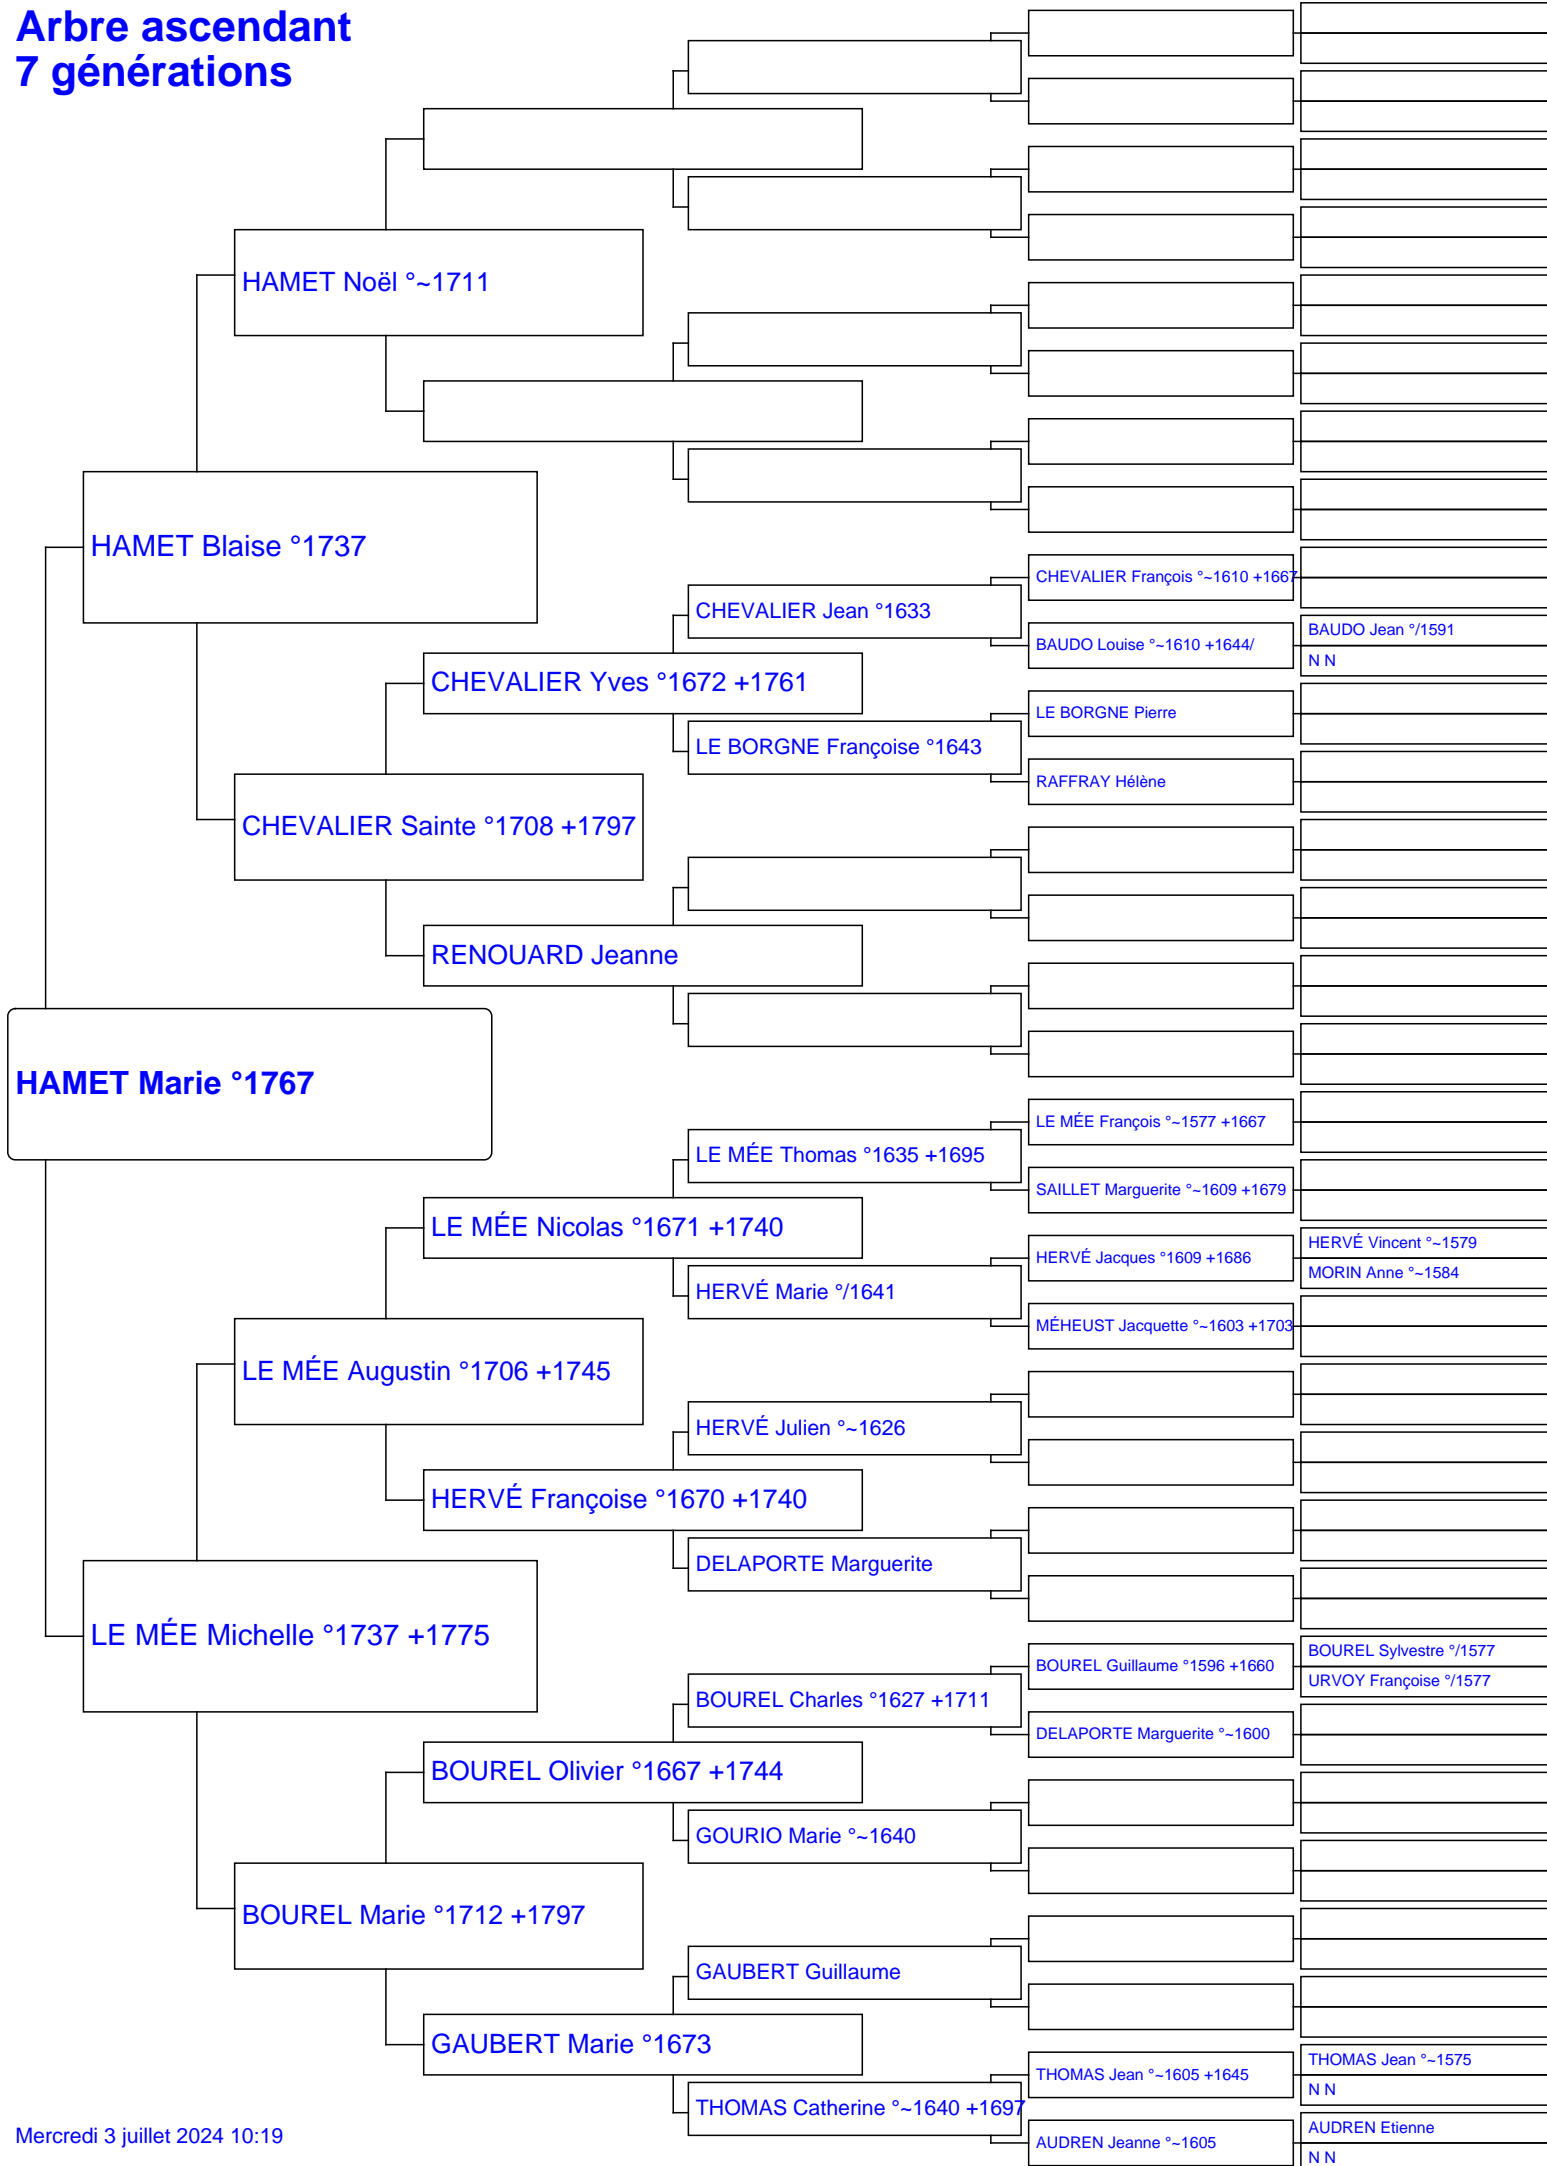 Arbre ascendant
7 générations
HAMET Noël °~1711
HAMET Blaise °1737
CHEVALIER François °~1610 +1667
CHEVALIER Jean °1633
BAUDO Jean °/1591
BAUDO Louise °~1610 +1644/
N N
CHEVALIER Yves °1672 +1761
LE BORGNE Pierre
LE BORGNE Françoise °1643
RAFFRAY Hélène
CHEVALIER Sainte °1708 +1797
RENOUARD Jeanne
HAMET Marie °1767
LE MÉE François °~1577 +1667
LE MÉE Thomas °1635 +1695
SAILLET Marguerite °~1609 +1679
LE MÉE Nicolas °1671 +1740
HERVÉ Vincent °~1579
HERVÉ Jacques °1609 +1686
MORIN Anne °~1584
HERVÉ Marie °/1641
MÉHEUST Jacquette °~1603 +1703
LE MÉE Augustin °1706 +1745
HERVÉ Julien °~1626
HERVÉ Françoise °1670 +1740
DELAPORTE Marguerite
LE MÉE Michelle °1737 +1775
BOUREL Sylvestre °/1577
BOUREL Guillaume °1596 +1660
URVOY Françoise °/1577
BOUREL Charles °1627 +1711
DELAPORTE Marguerite °~1600
BOUREL Olivier °1667 +1744
GOURIO Marie °~1640
BOUREL Marie °1712 +1797
GAUBERT Guillaume
GAUBERT Marie °1673
THOMAS Jean °~1575
THOMAS Jean °~1605 +1645
N N
THOMAS Catherine °~1640 +1697
AUDREN Etienne
AUDREN Jeanne °~1605
N N
Mercredi 3 juillet 2024 10:19